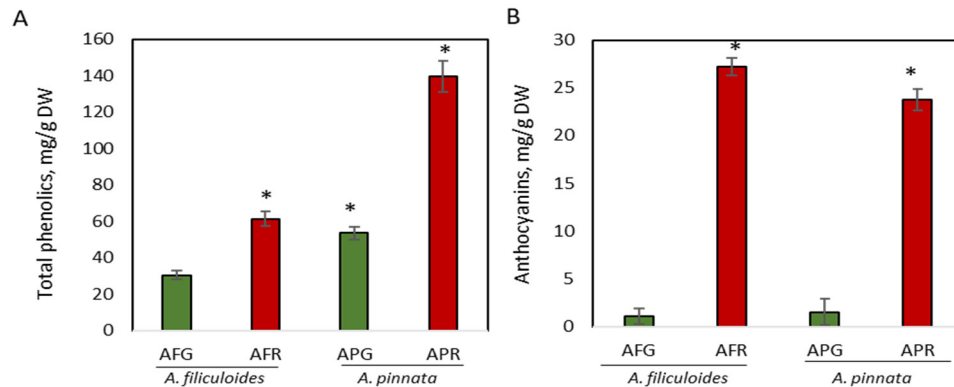 A
Total phenolics, mg/g DW
160
140
120
100
80
60
40
20
0
*
*
*
AFG AFR APG APR
A. filiculoides A. pinnata
B
Anthocyanins, mg/g DW
30
25
20
15
10
5
0
*
*
AFG AFR APG APR
A. filiculoides A. pinnata